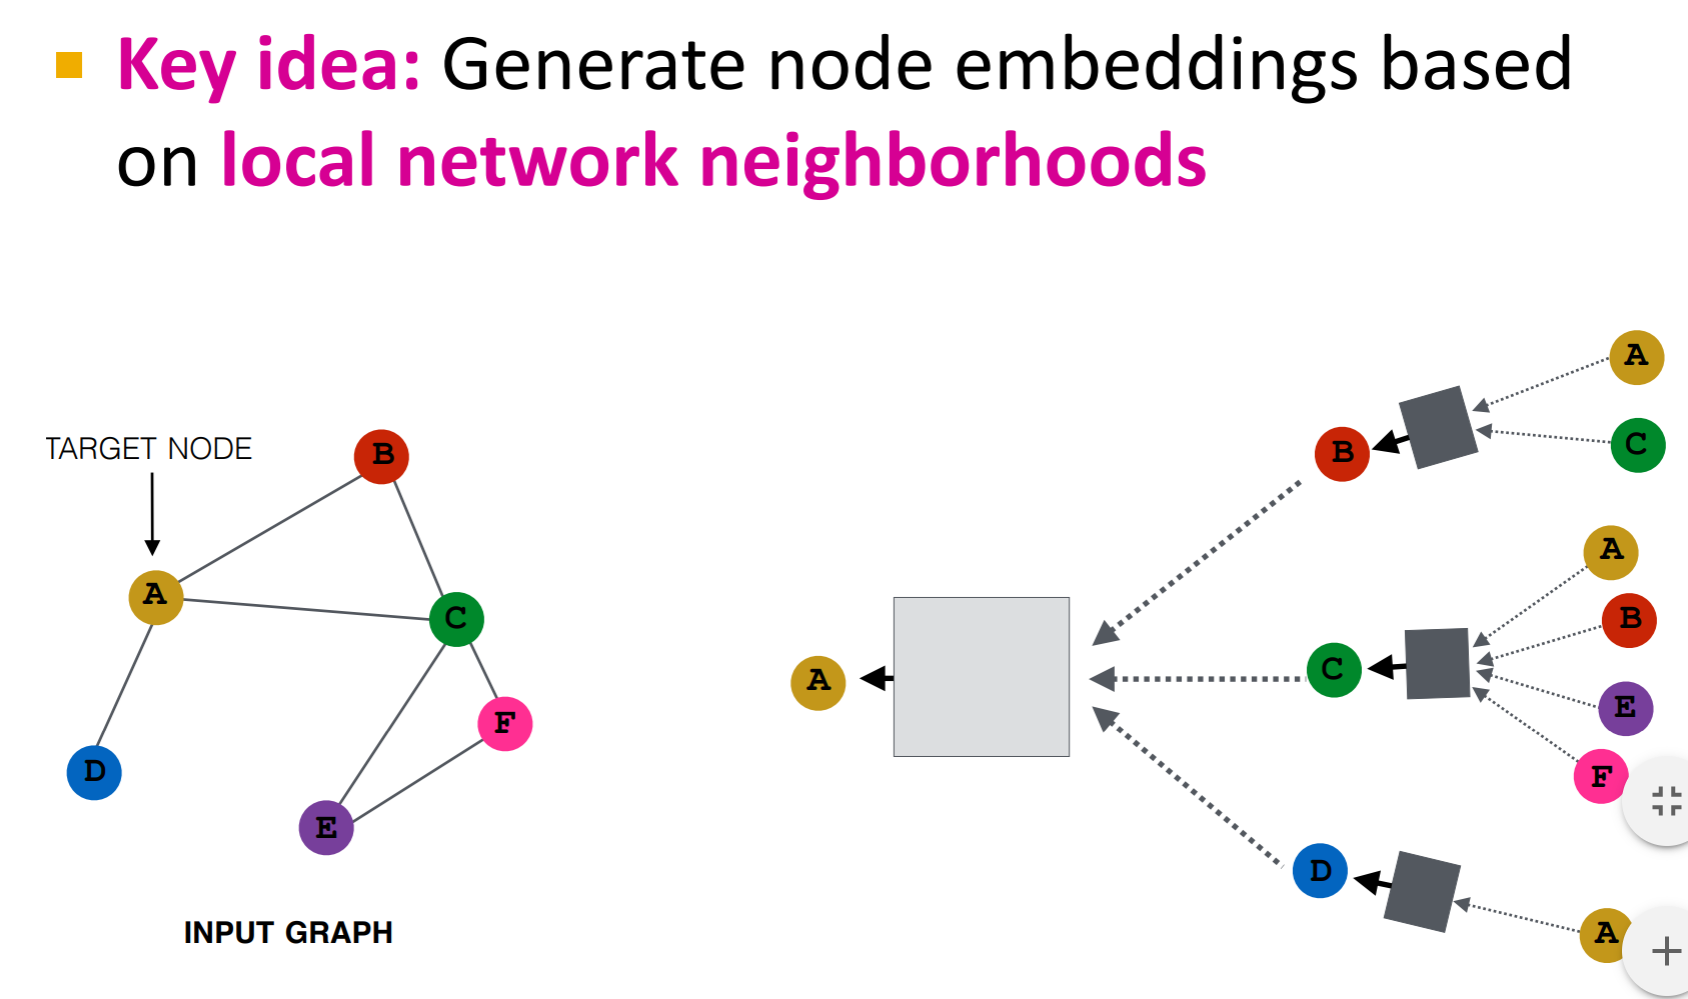 Key idea: Generate node embeddings based
on local network neighborhoods
TARGET NODE
B
A
C
F
D
E
INPUT GRAPH
A
B
C
D
A
C
A
B
E
F
A